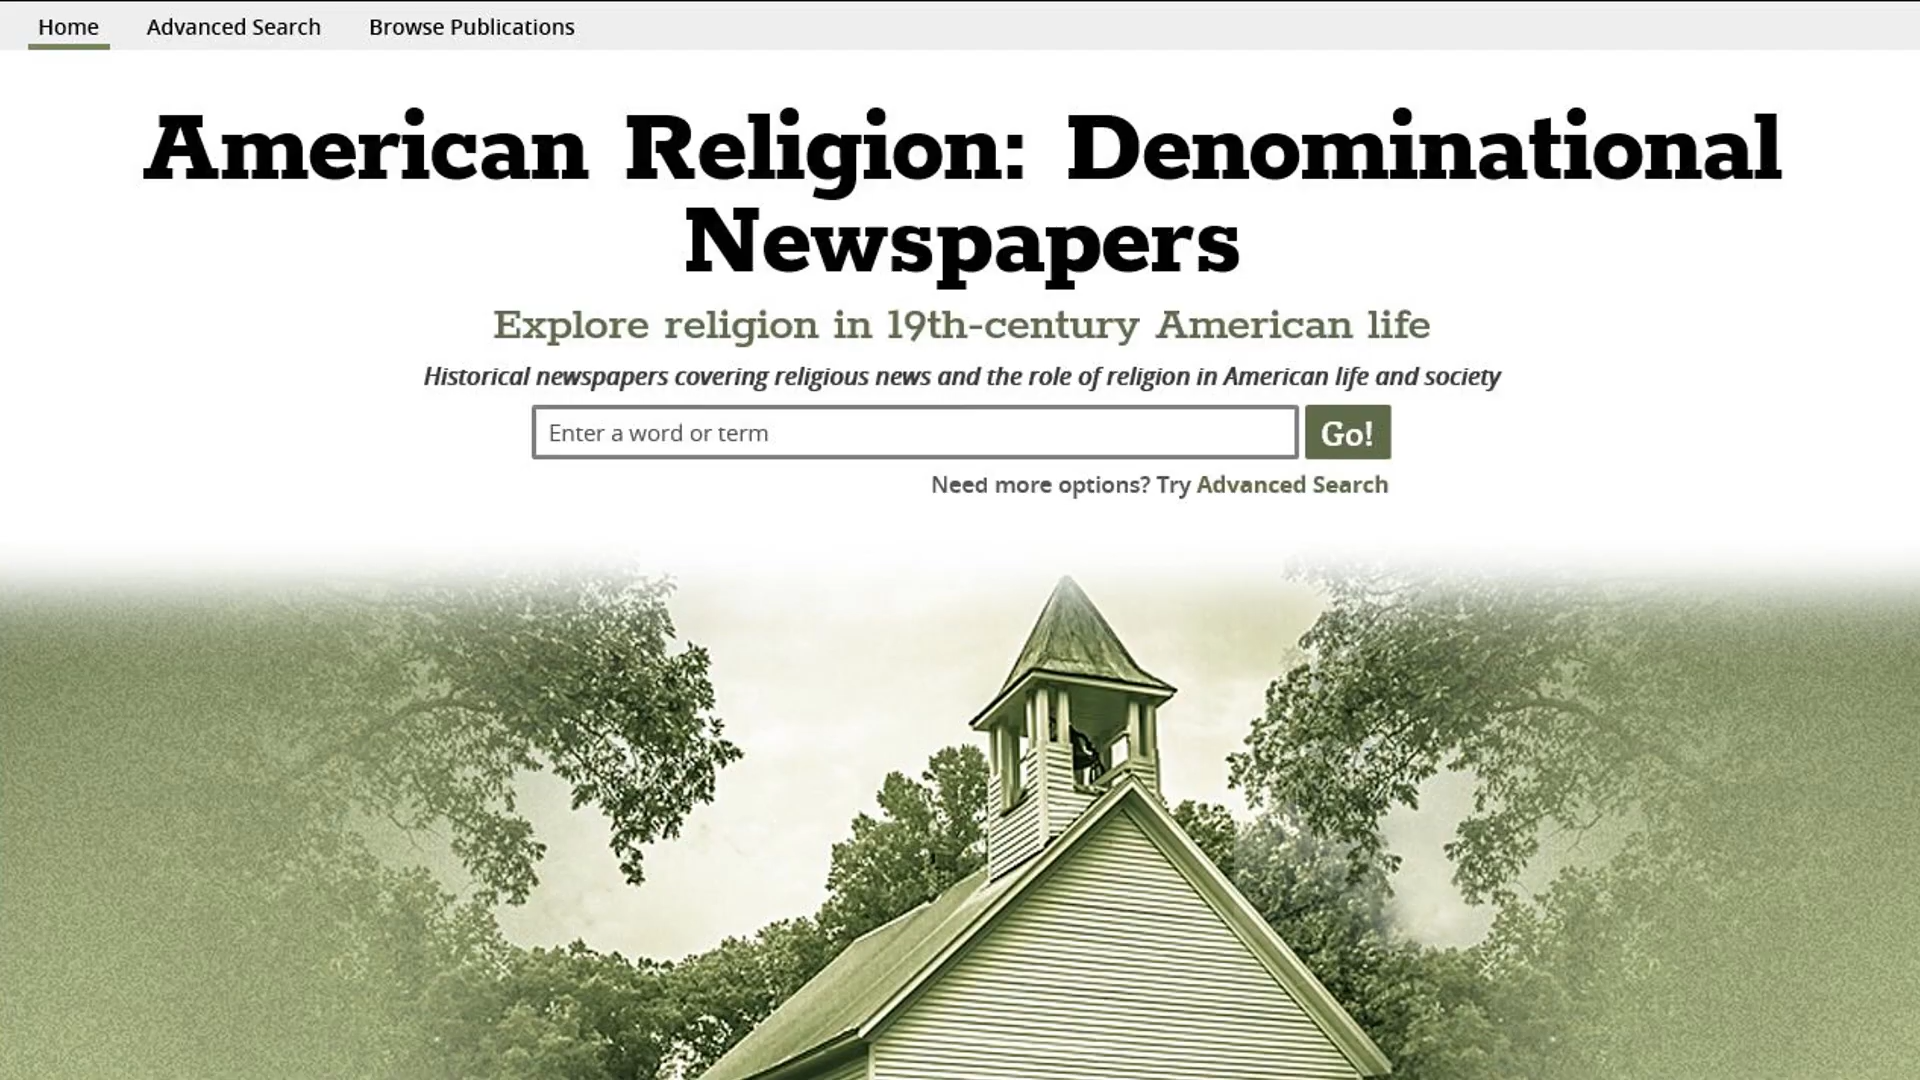 Home Advanced Search Browse Publications
American Religion: Denominational
Newspapers
Explore religion in 19th-century American life
Historical newspapers covering religious news and the role of religion in American life and society
Enter a word or term Go!
Need more options? Try Advanced Search